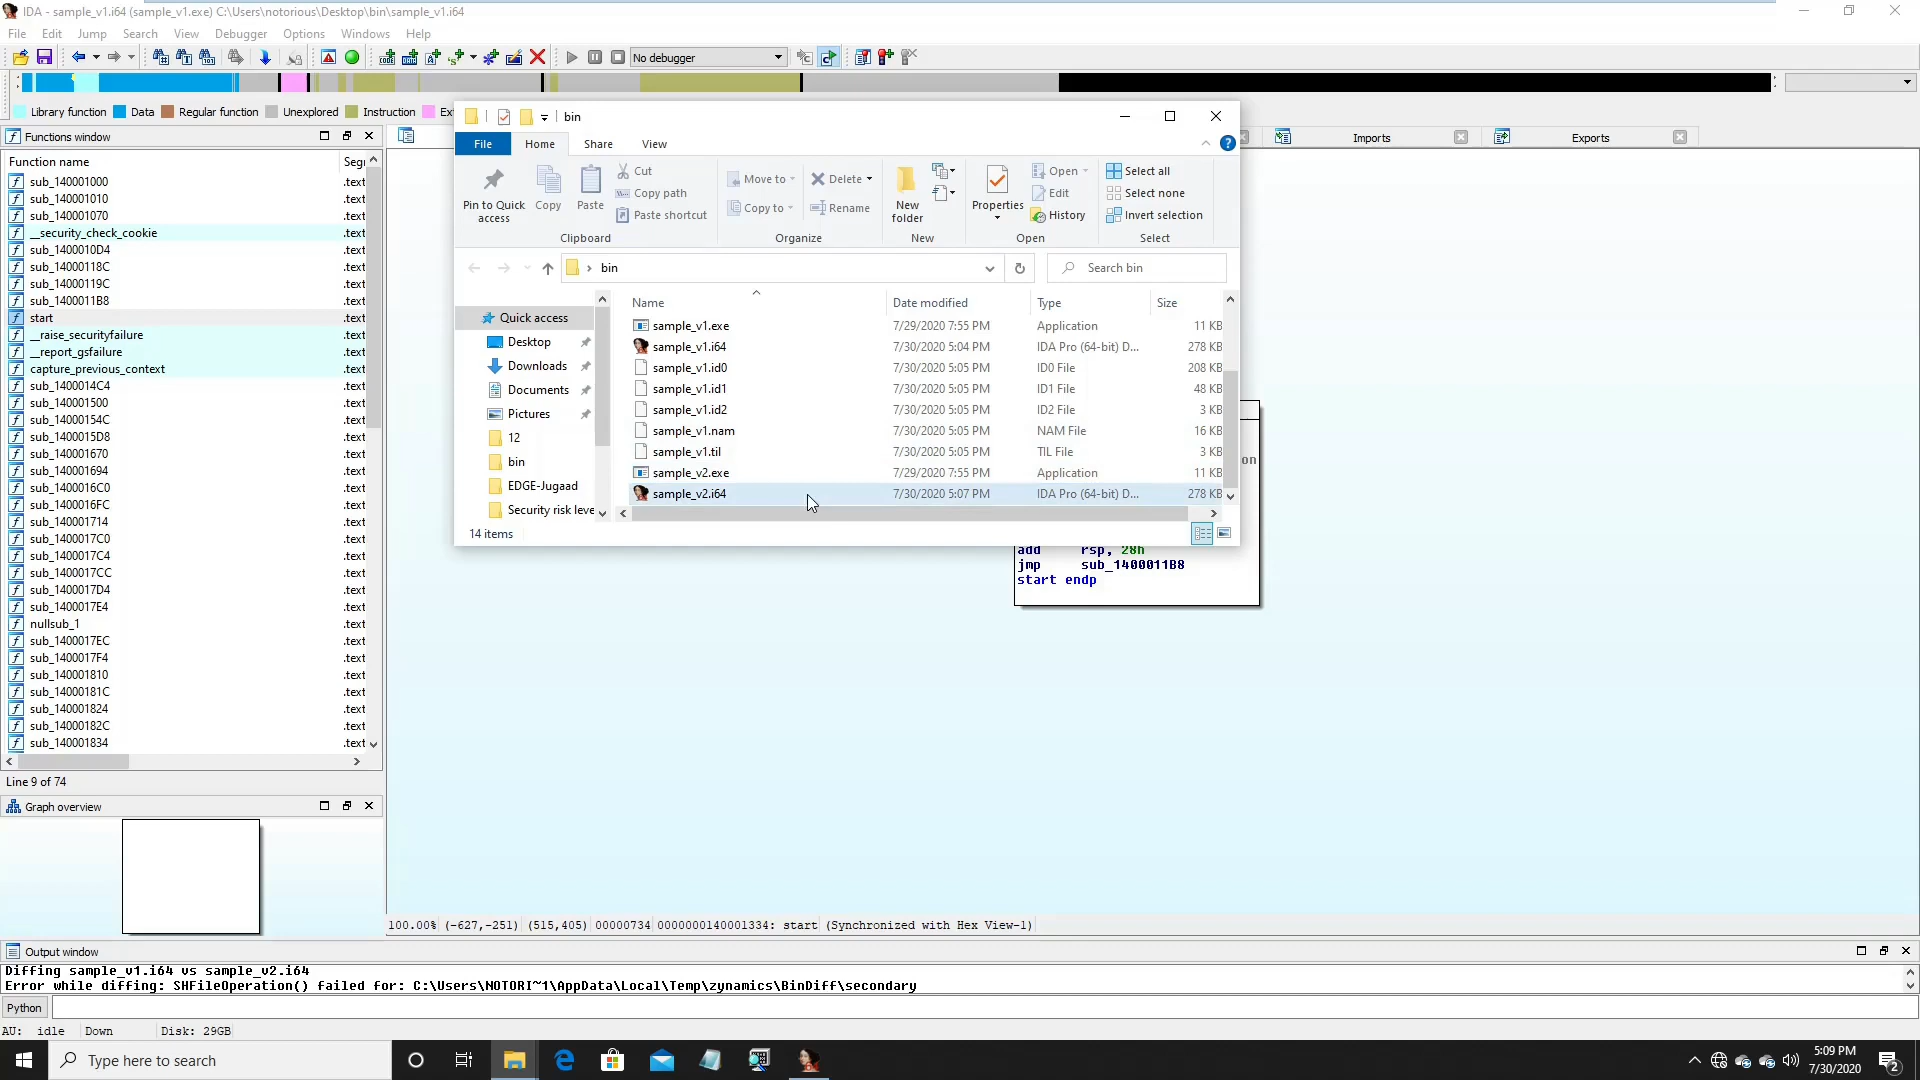 IDA - sample_v1.i64 (sample_v1.exe) C:\Users\notorious\Desktop\bin\sample_v1.i64
File Edit Jump Search View Debugger Options Windows Help
No debugger
Library function Data Regular function Unexplored Instruction Ext
Functions window
Imports
Exports
Function name Segr
sub_140001000 .text
sub_140001010 .text
sub_140001070 .text
__security_check_cookie .text
sub_1400010D4 .text
sub_14000118C .text
sub_14000119C .text
sub_1400011B8 .text
start .text
__raise_securityfailure .text
__report_gsfailure .text
capture_previous_context .text
sub_1400014C4 .text
sub_140001500 .text
sub_14000154C .text
sub_1400015D8 .text
sub_140001670 .text
sub_140001694 .text
sub_1400016C0 .text
sub_1400016FC .text
sub_140001714 .text
sub_1400017C0 .text
sub_1400017C4 .text
sub_1400017CC .text
sub_1400017D4 .text
sub_1400017E4 .text
nullsub_1 .text
sub_1400017EC .text
sub_1400017F4 .text
sub_140001810 .text
sub_14000181C .text
sub_140001824 .text
sub_14000182C .text
sub_140001834 .text
Line 9 of 74
Graph overview
bin
File Home Share View
Pin to Quick access
Copy
Paste
Cut
Copy path
Paste shortcut
Clipboard
Move to
Copy to
Delete
Rename
Organize
New folder
New
Properties
Open
Edit
History
Open
Select all
Select none
Invert selection
Select
bin
Search bin
Quick access
Desktop
Downloads
Documents
Pictures
12
bin
EDGE-Jugaad
Security risk leve
Name Date modified Type Size
sample_v1.exe 7/29/2020 7:55 PM Application 11 KB
sample_v1.i64 7/30/2020 5:04 PM IDA Pro (64-bit) D... 278 KB
sample_v1.id0 7/30/2020 5:05 PM ID0 File 208 KB
sample_v1.id1 7/30/2020 5:05 PM ID1 File 48 KB
sample_v1.id2 7/30/2020 5:05 PM ID2 File 3 KB
sample_v1.nam 7/30/2020 5:05 PM NAM File 16 KB
sample_v1.til 7/30/2020 5:05 PM TIL File 3 KB
sample_v2.exe 7/29/2020 7:55 PM Application 11 KB
sample_v2.i64 7/30/2020 5:07 PM IDA Pro (64-bit) D... 278 KB
14 items
on
add rsp, 28h
jmp sub_1400011B8
start endp
100.00% (-627,-251) (515,405) 00000734 0000000140001334: start (Synchronized with Hex View-1)
Output window
Diffing sample_v1.i64 vs sample_v2.i64
Error while diffing: SHFileOperation() failed for: C:\Users\NOTORI~1\AppData\Local\Temp\zynamics\BinDiff\secondary
Python
AU: idle Down Disk: 29GB
Type here to search
5:09 PM
7/30/2020
2